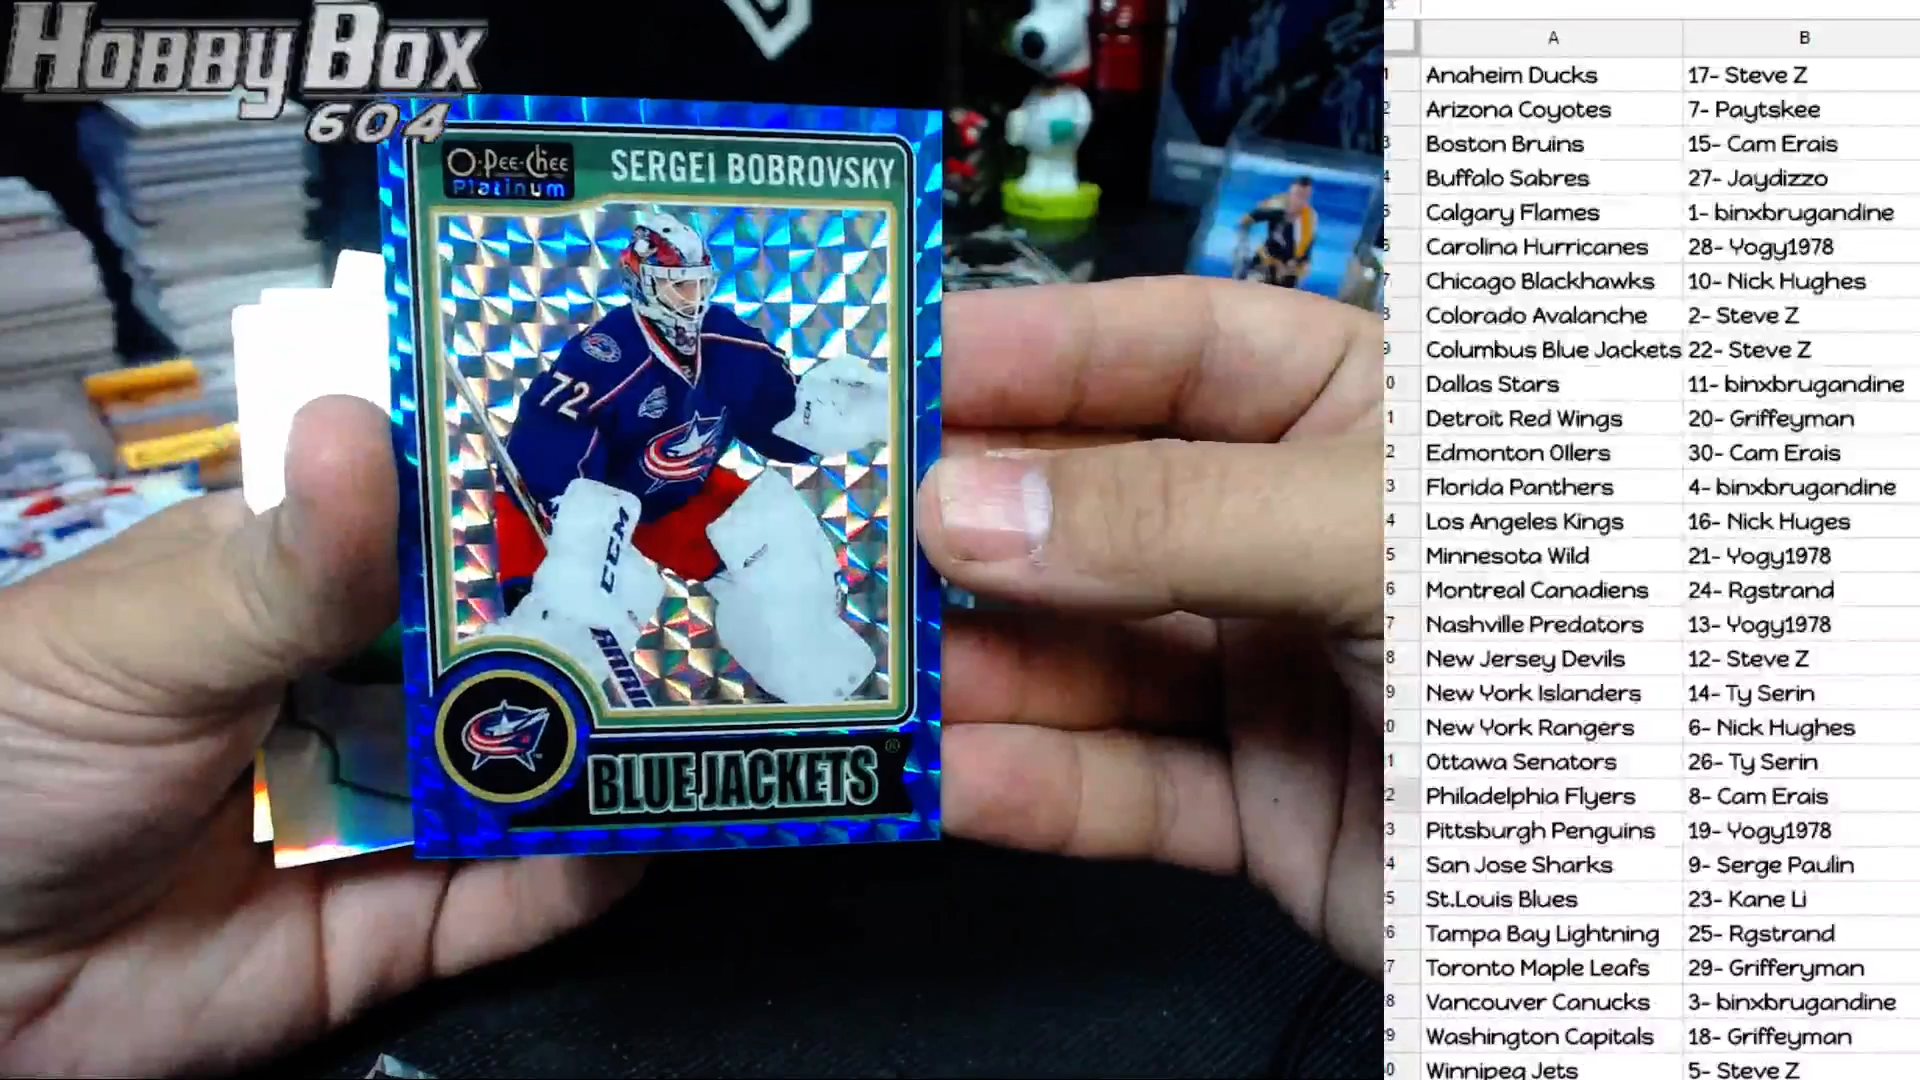 HobbyBox
604
O-Pee-Chee
Platinum
SERGEI BOBROVSKY
72
CCM
CCM
BLUE JACKETS
A B
Anaheim Ducks 17- Steve Z
Arizona Coyotes 7- Paytskee
Boston Bruins 15- Cam Erais
Buffalo Sabres 27- Jaydizzo
Calgary Flames 1- binxbrugandine
Carolina Hurricanes 28- Yogy1978
Chicago Blackhawks 10- Nick Hughes
Colorado Avalanche 2- Steve Z
Columbus Blue Jackets 22- Steve Z
Dallas Stars 11- binxbrugandine
Detroit Red Wings 20- Griffeyman
Edmonton OIlers 30- Cam Erais
Florida Panthers 4- binxbrugandine
Los Angeles Kings 16- Nick Huges
Minnesota Wild 21- Yogy1978
Montreal Canadiens 24- Rgstrand
Nashville Predators 13- Yogy1978
New Jersey Devils 12- Steve Z
New York Islanders 14- Ty Serin
New York Rangers 6- Nick Hughes
Ottawa Senators 26- Ty Serin
Philadelphia Flyers 8- Cam Erais
Pittsburgh Penguins 19- Yogy1978
San Jose Sharks 9- Serge Paulin
St.Louis Blues 23- Kane Li
Tampa Bay Lightning 25- Rgstrand
Toronto Maple Leafs 29- Grifferyman
Vancouver Canucks 3- binxbrugandine
Washington Capitals 18- Griffeyman
Winnipeg Jets 5- Steve Z